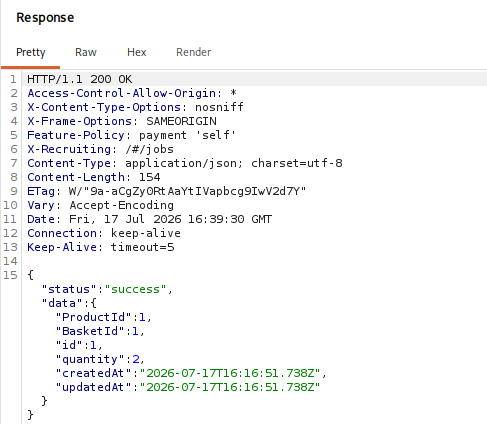 Response
Pretty Raw Hex Render
1 HTTP/1.1 200 OK
2 Access-Control-Allow-Origin: *
3 X-Content-Type-Options: nosniff
4 X-Frame-Options: SAMEORIGIN
5 Feature-Policy: payment 'self'
6 X-Recruiting: /#/jobs
7 Content-Type: application/json; charset=utf-8
8 Content-Length: 154
9 ETag: W/"9a-aCgZy0RtAaYtIVapbcg9IwV2d7Y"
10 Vary: Accept-Encoding
11 Date: Fri, 17 Jul 2026 16:39:30 GMT
12 Connection: keep-alive
13 Keep-Alive: timeout=5
14
15 {
"status":"success",
"data":{
"ProductId":1,
"BasketId":1,
"id":1,
"quantity":2,
"createdAt":"2026-07-17T16:16:51.738Z",
"updatedAt":"2026-07-17T16:16:51.738Z"
}
}